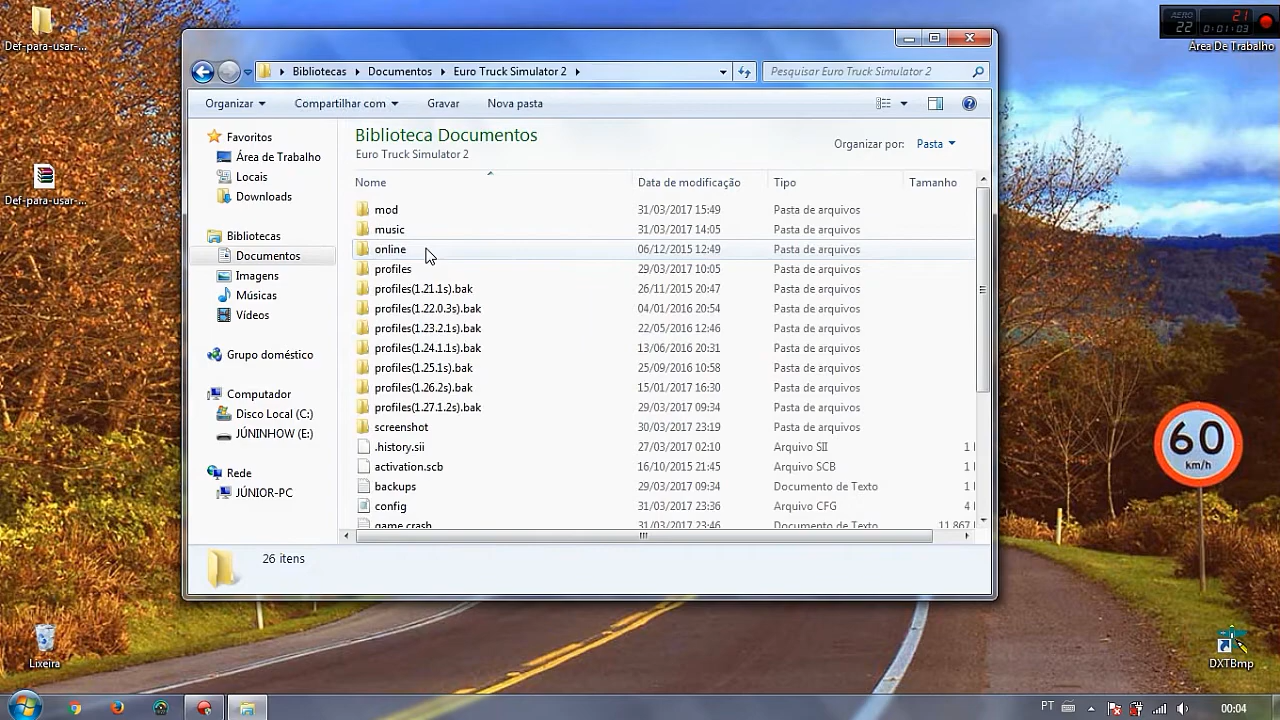 Def-para-usar-...
Def-para-usar-...
AERO
22
21
0:01:03
Área De Trabalho
Bibliotecas
Documentos
Euro Truck Simulator 2
Pesquisar Euro Truck Simulator 2
Organizar
Compartilhar com
Gravar
Nova pasta
Favoritos
Área de Trabalho
Locais
Downloads
Bibliotecas
Documentos
Imagens
Músicas
Vídeos
Grupo doméstico
Computador
Disco Local (C:)
JÚNINHOW (E:)
Rede
JÚNIOR-PC
Biblioteca Documentos
Euro Truck Simulator 2
Organizar por: Pasta
Nome Data de modificação Tipo Tamanho
mod 31/03/2017 15:49 Pasta de arquivos
music 31/03/2017 14:05 Pasta de arquivos
online 06/12/2015 12:49 Pasta de arquivos
profiles 29/03/2017 10:05 Pasta de arquivos
profiles(1.21.1s).bak 26/11/2015 20:47 Pasta de arquivos
profiles(1.22.0.3s).bak 04/01/2016 20:54 Pasta de arquivos
profiles(1.23.2.1s).bak 22/05/2016 12:46 Pasta de arquivos
profiles(1.24.1.1s).bak 13/06/2016 20:31 Pasta de arquivos
profiles(1.25.1s).bak 25/09/2016 10:58 Pasta de arquivos
profiles(1.26.2s).bak 15/01/2017 16:30 Pasta de arquivos
profiles(1.27.1.2s).bak 29/03/2017 09:34 Pasta de arquivos
screenshot 30/03/2017 23:19 Pasta de arquivos
.history.sii 27/03/2017 02:10 Arquivo SII 1
activation.scb 16/10/2015 21:45 Arquivo SCB 1
backups 29/03/2017 09:34 Documento de Texto 1
config 31/03/2017 23:36 Arquivo CFG 4
game.crash 31/03/2017 23:46 Documento de Texto 11.867
26 itens
60
km/h
Lixeira
DXTBmp
PT
00:04